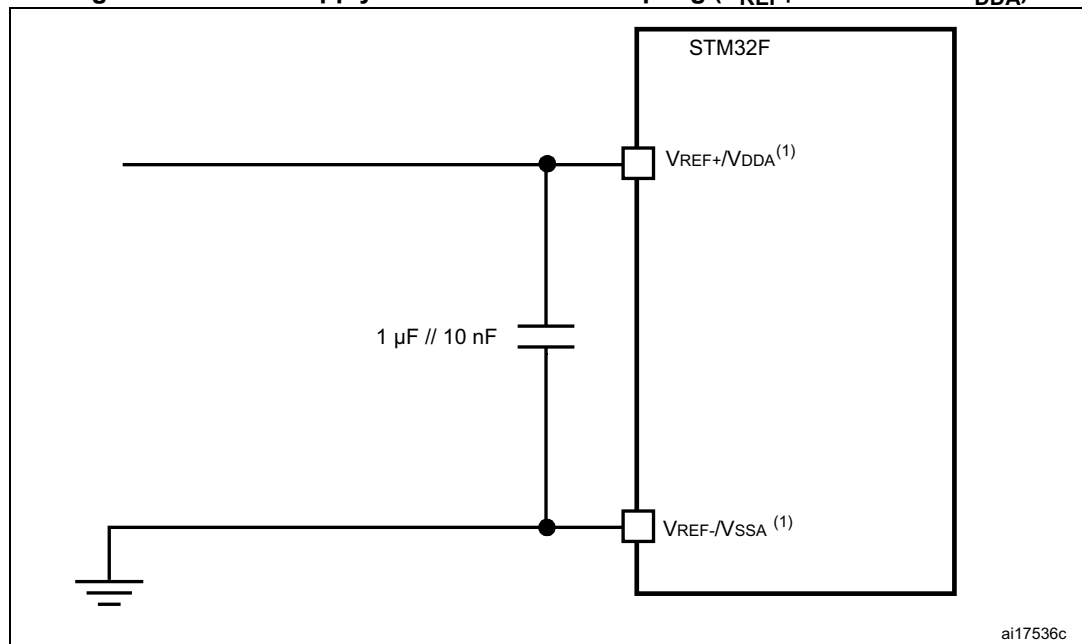 STM32F
VREF+/VDDA(1)
1 µF // 10 nF
VREF-/VSSA (1)
ai17536c